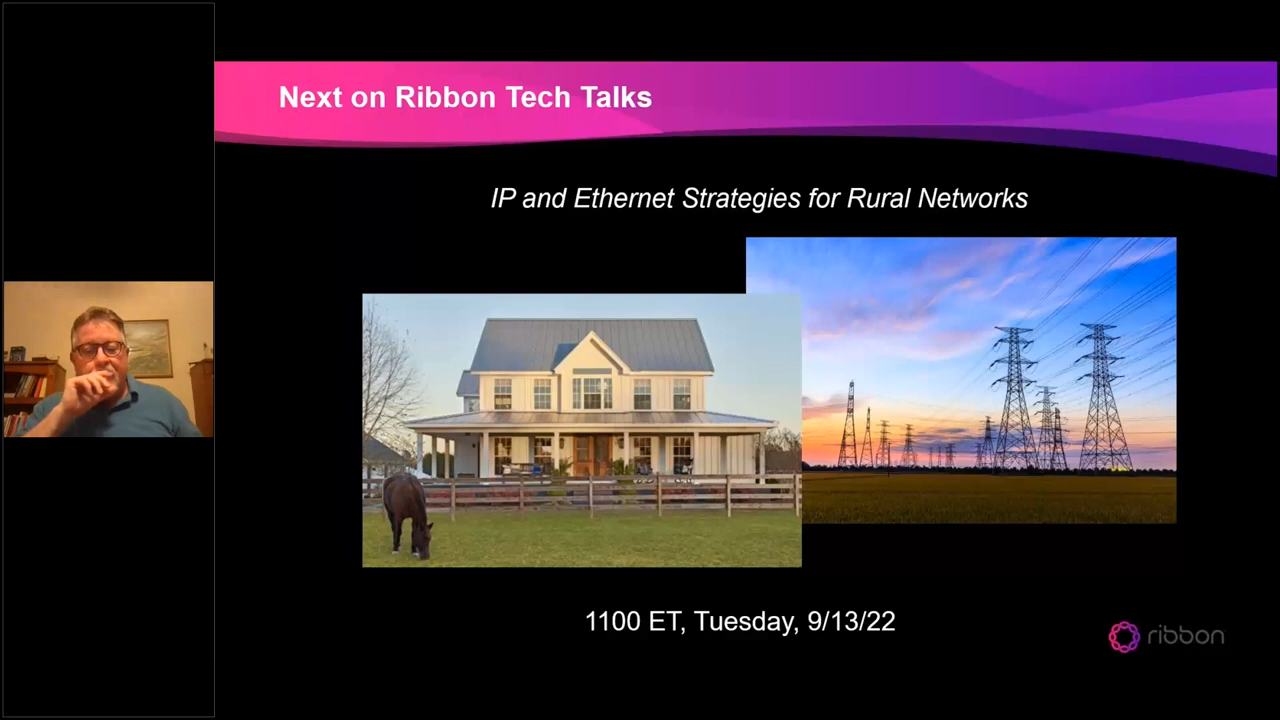 Next on Ribbon Tech Talks
IP and Ethernet Strategies for Rural Networks
1100 ET, Tuesday, 9/13/22
ribbon